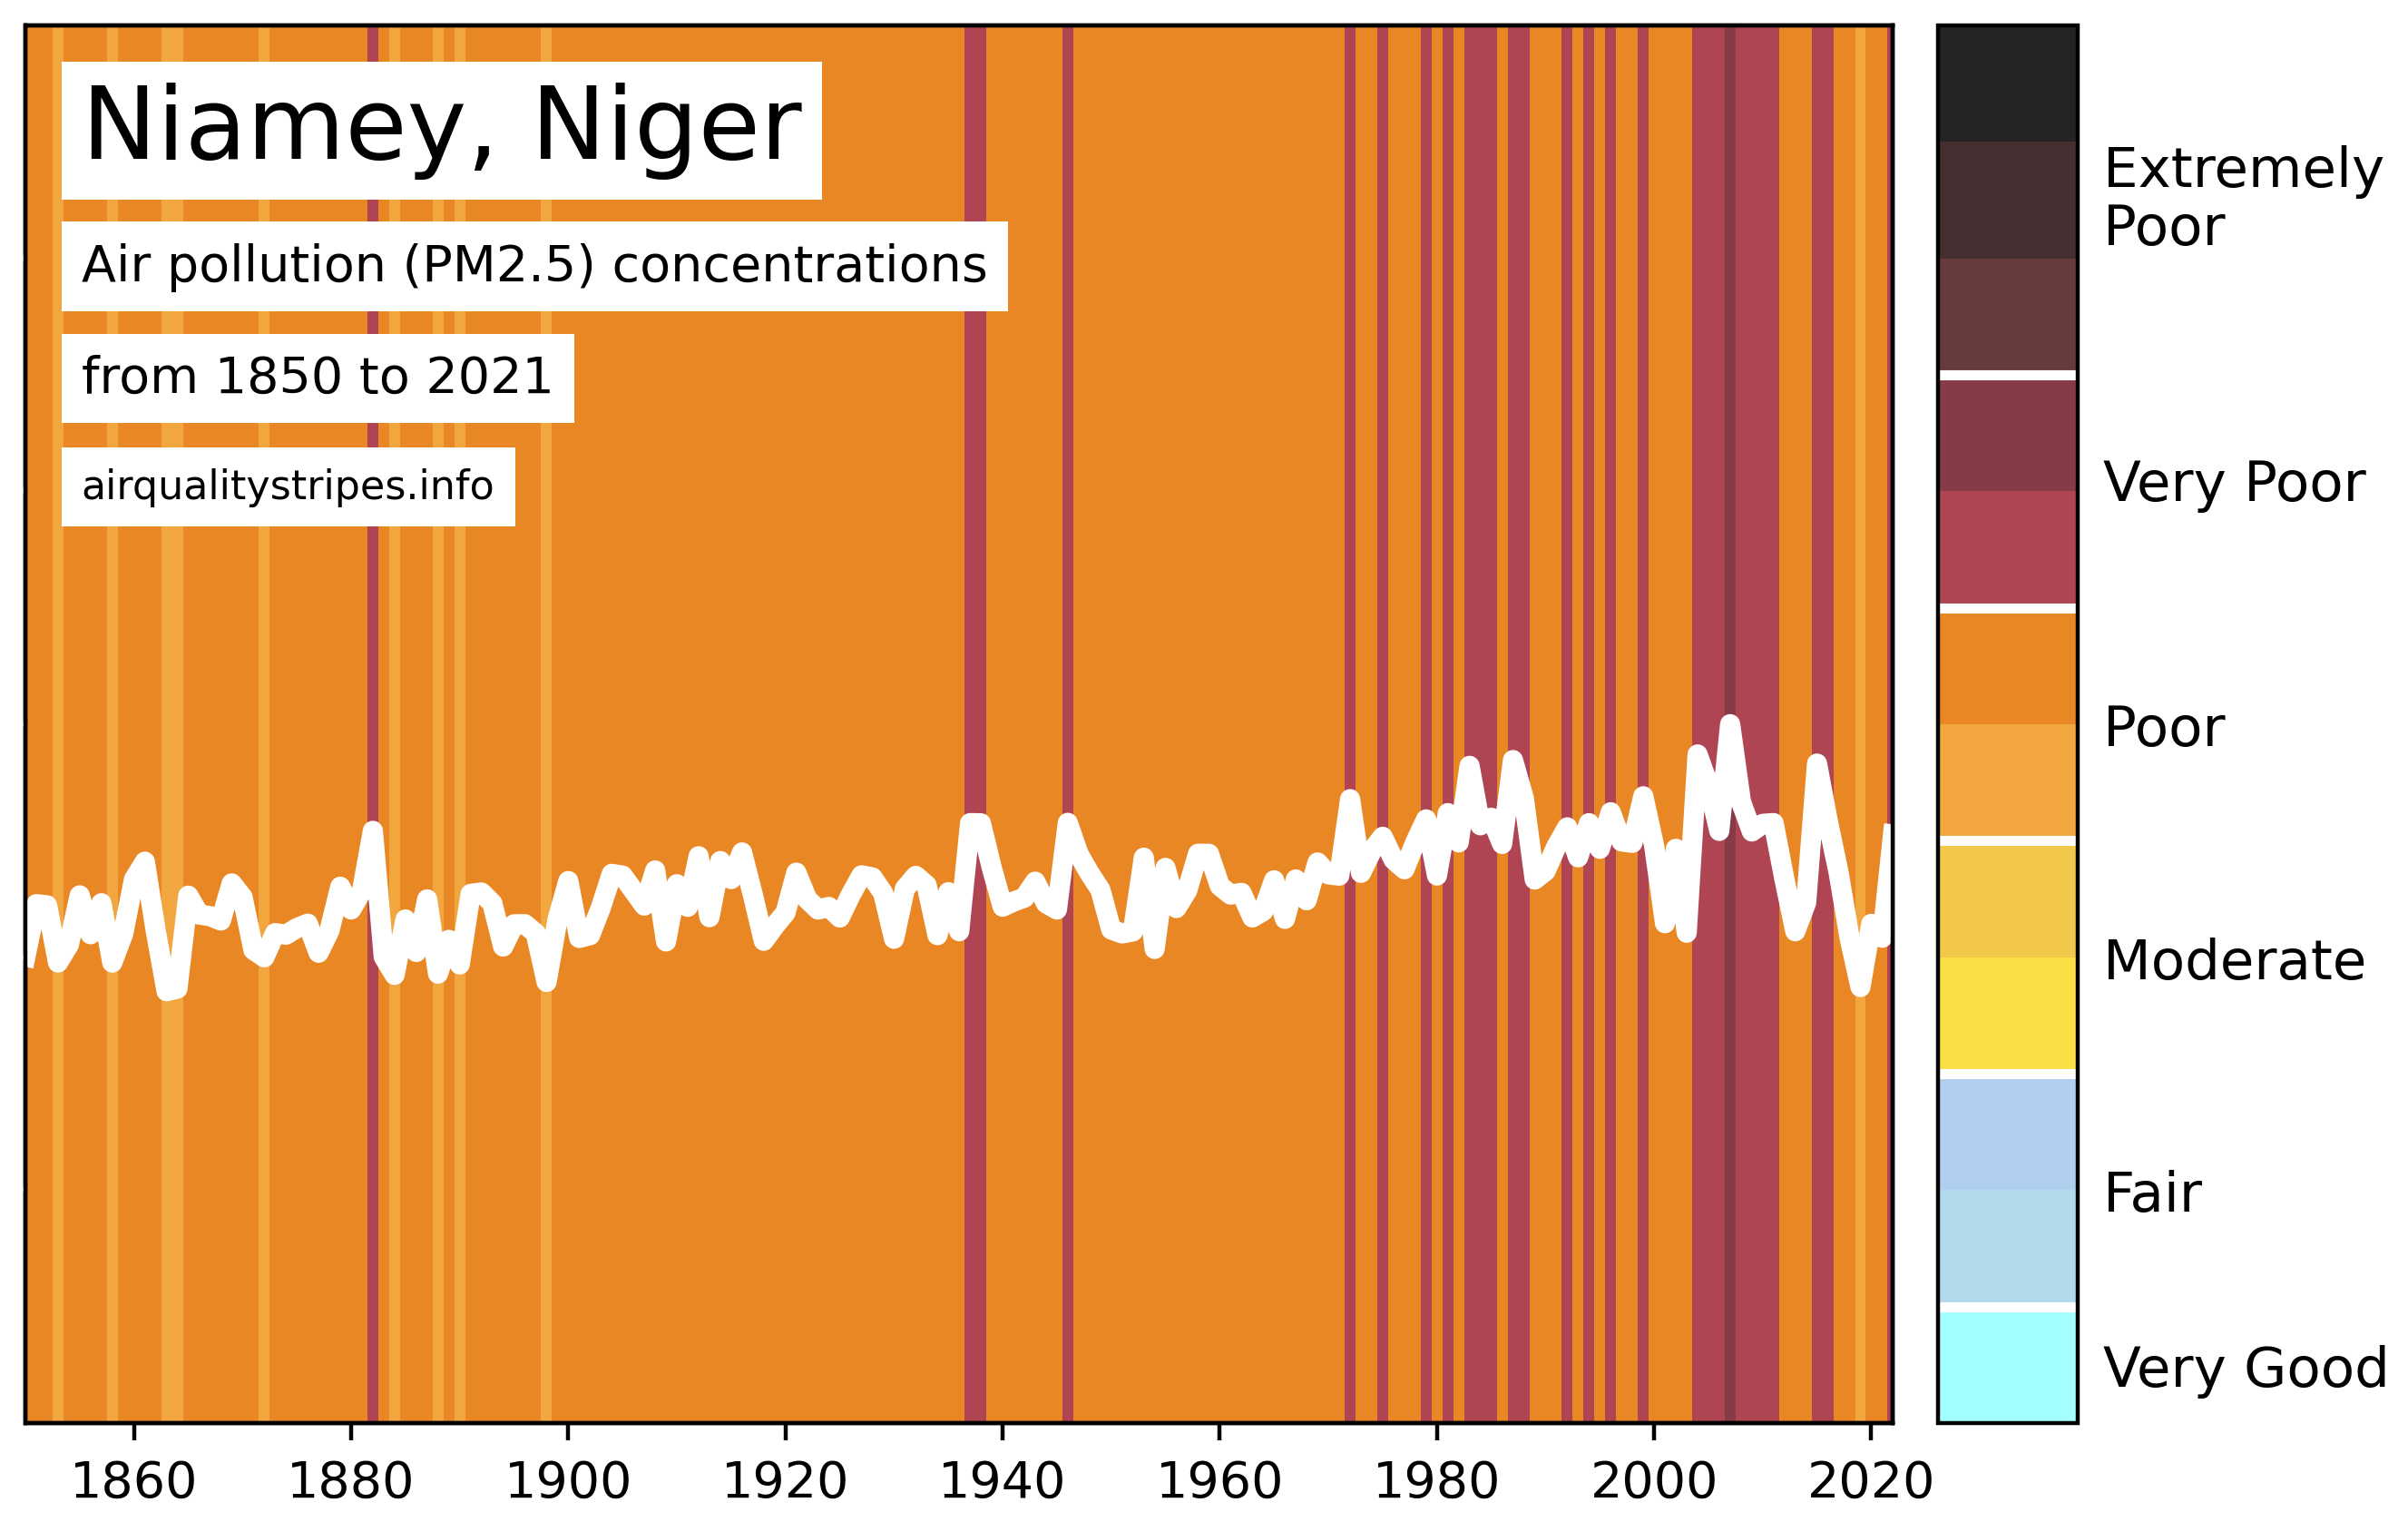 Niamey, Niger
Air pollution (PM2.5) concentrations
from 1850 to 2021
airqualitystripes.info
Extremely
Poor
Very Poor
Poor
Moderate
Fair
Very Good
1860 1880 1900 1920 1940 1960 1980 2000 2020